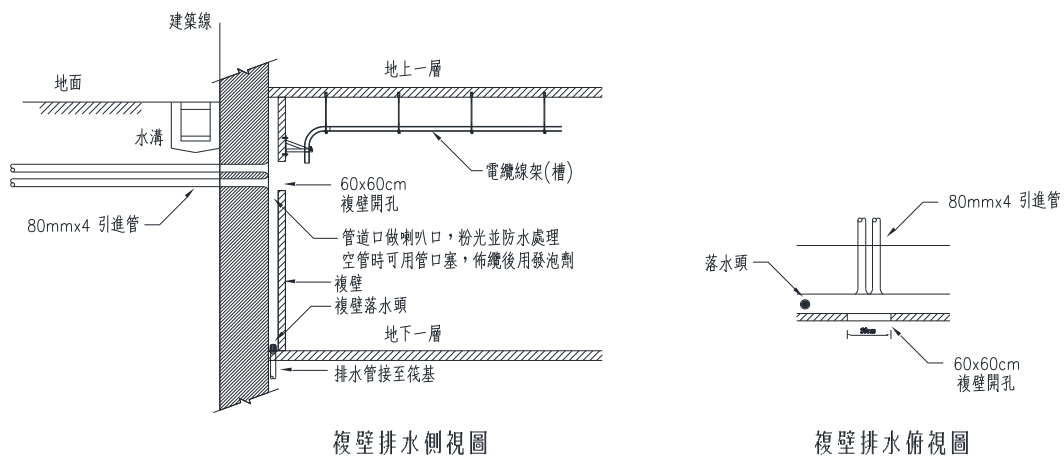 建築線
地面
地上一層
水溝
電纜線架(槽)
60x60cm
複壁開孔
80mmx4 引進管
管道口做喇叭口，粉光並防水處理
空管時可用管口塞，佈纜後用發泡劑
複壁
複壁落水頭
地下一層
排水管接至筏基
複壁排水側視圖
80mmx4 引進管
落水頭
60x60cm
複壁開孔
複壁排水俯視圖